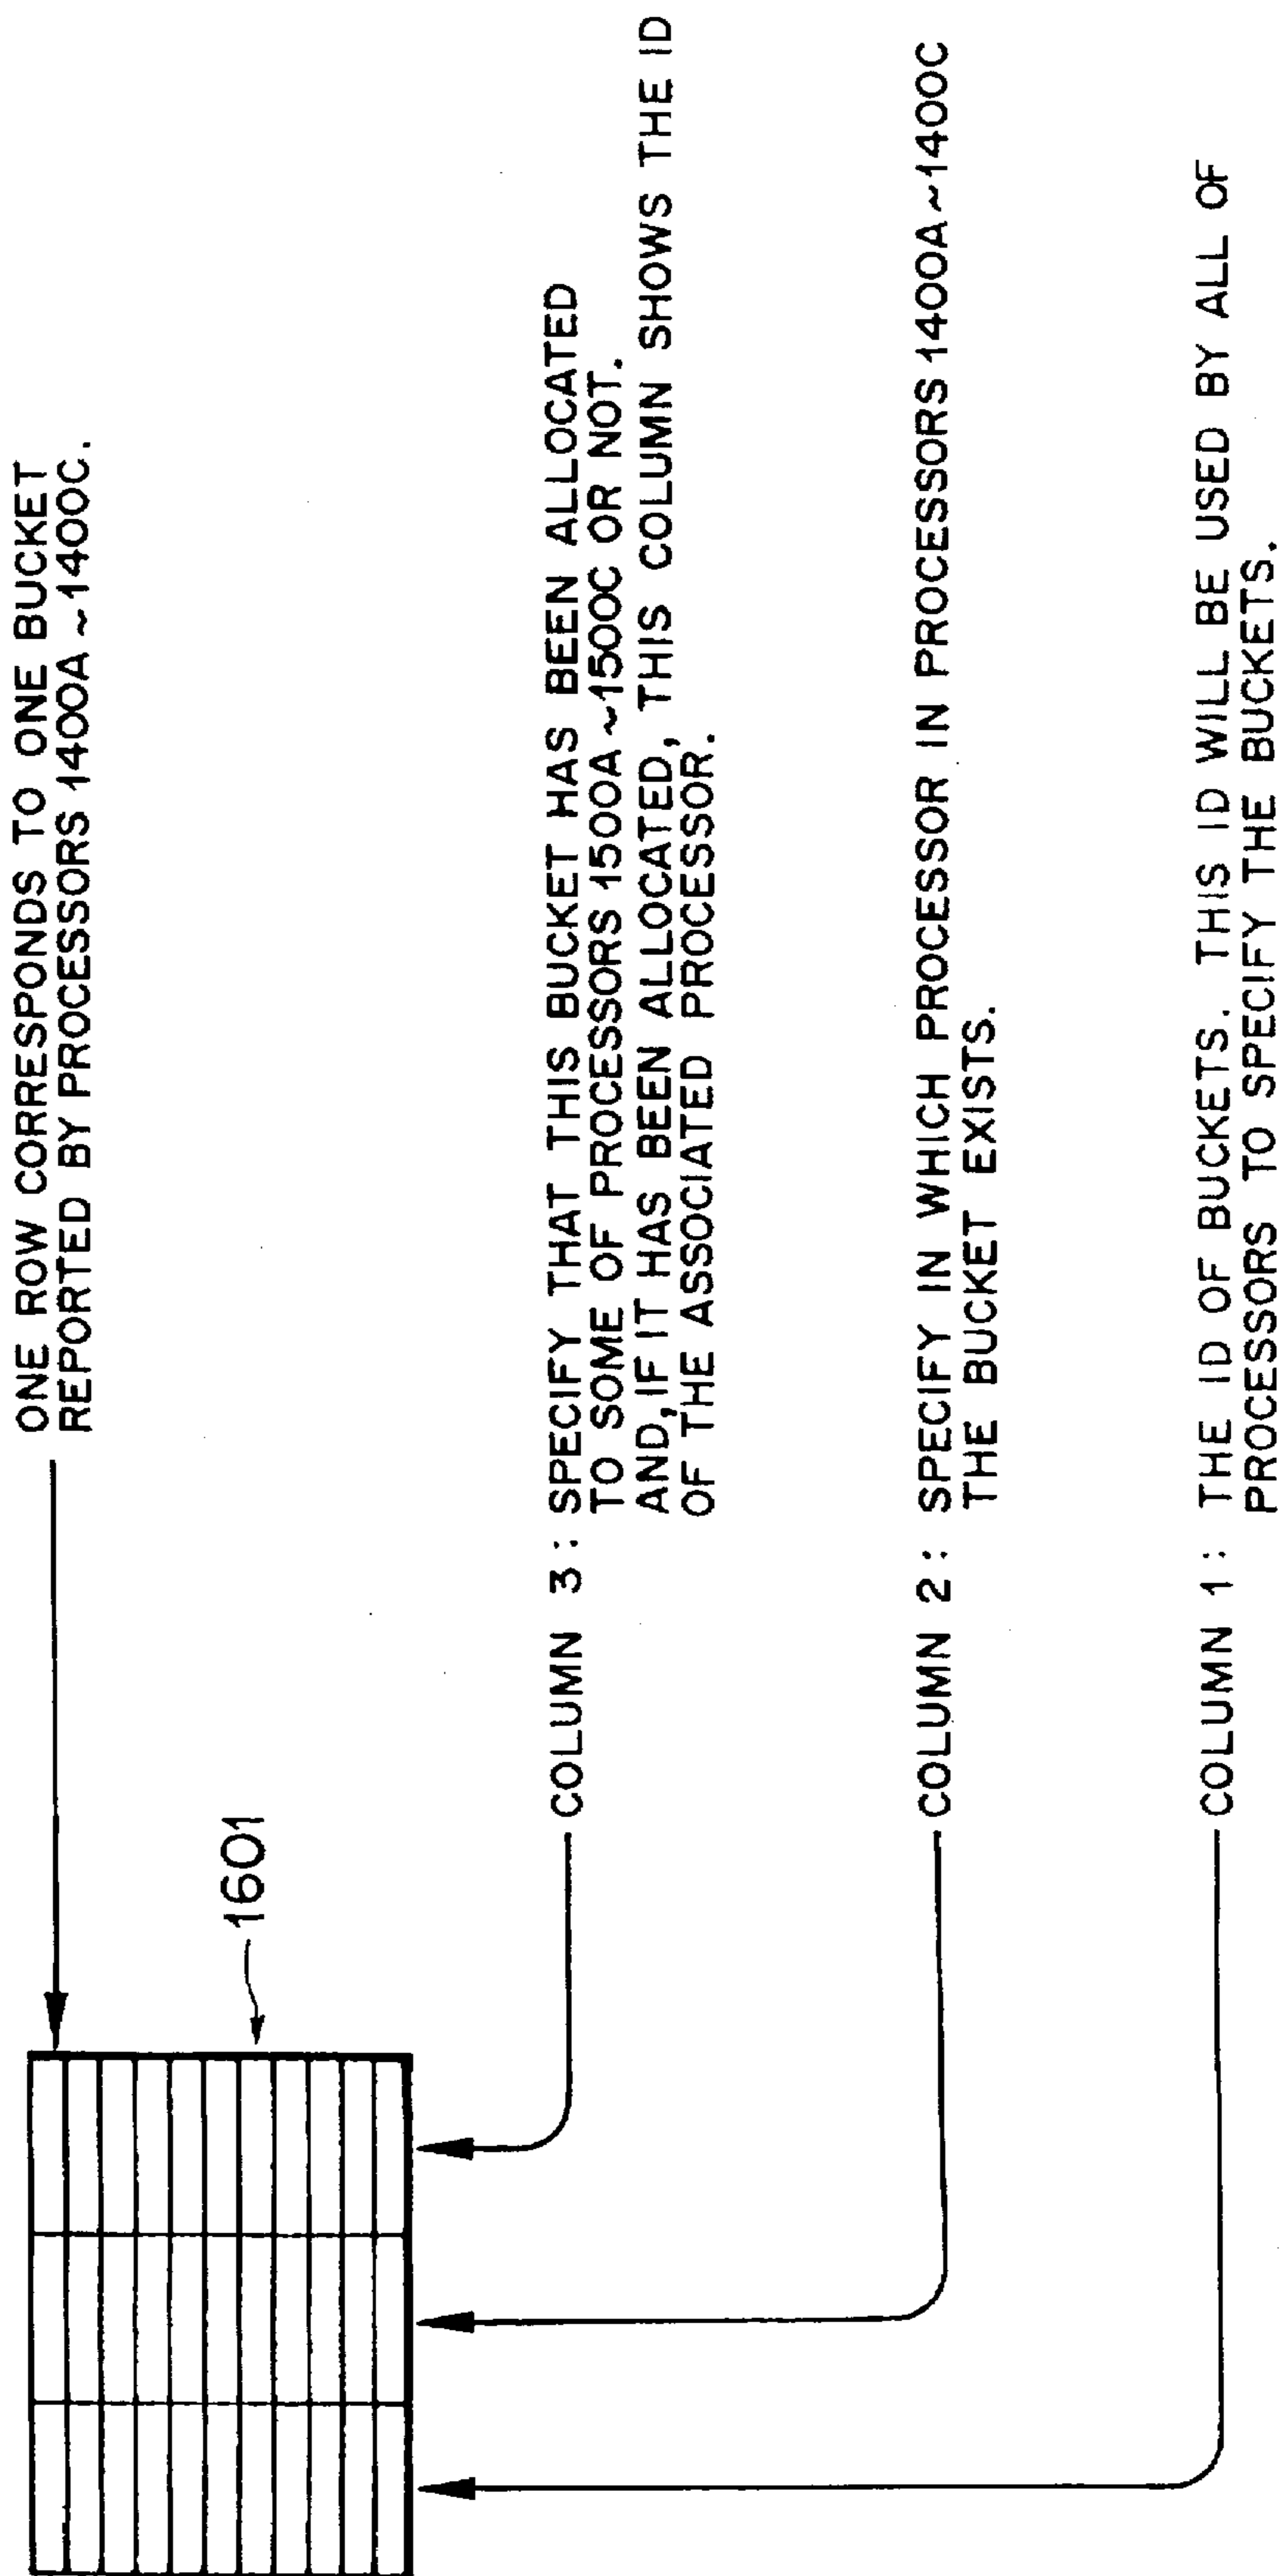 ONE ROW CORRESPONDS TO ONE BUCKET
REPORTED BY PROCESSORS 1400A ~ 1400C.
1601
COLUMN 3 : SPECIFY THAT THIS BUCKET HAS BEEN ALLOCATED
TO SOME OF PROCESSORS 1500A ~ 1500C OR NOT.
AND, IF IT HAS BEEN ALLOCATED, THIS COLUMN SHOWS THE ID
OF THE ASSOCIATED PROCESSOR.
COLUMN 2 : SPECIFY IN WHICH PROCESSOR IN PROCESSORS 1400A ~ 1400C
THE BUCKET EXISTS.
COLUMN 1 : THE ID OF BUCKETS. THIS ID WILL BE USED BY ALL OF
PROCESSORS TO SPECIFY THE BUCKETS.